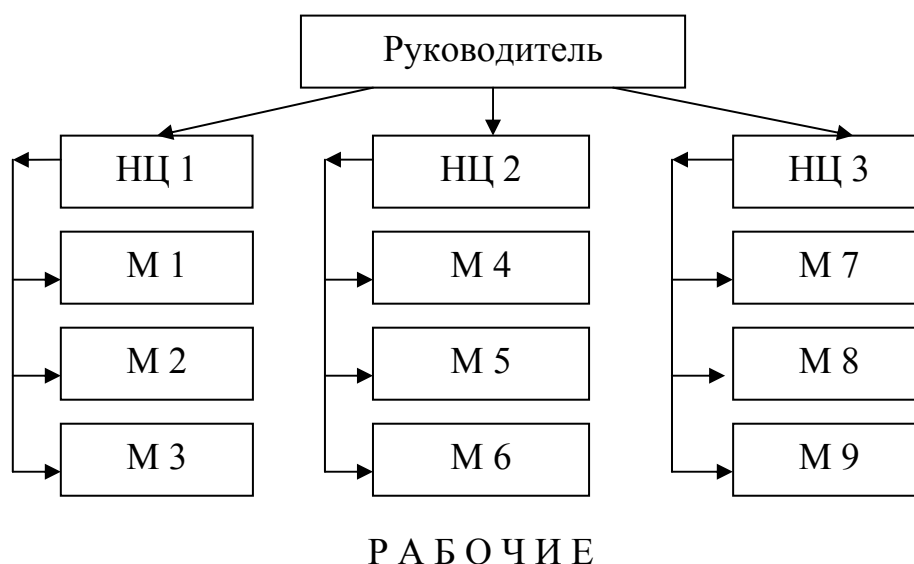 Руководитель
НЦ 1
НЦ 2
НЦ 3
М 1
М 4
М 7
М 2
М 5
М 8
М 3
М 6
М 9
Р А Б О Ч И Е